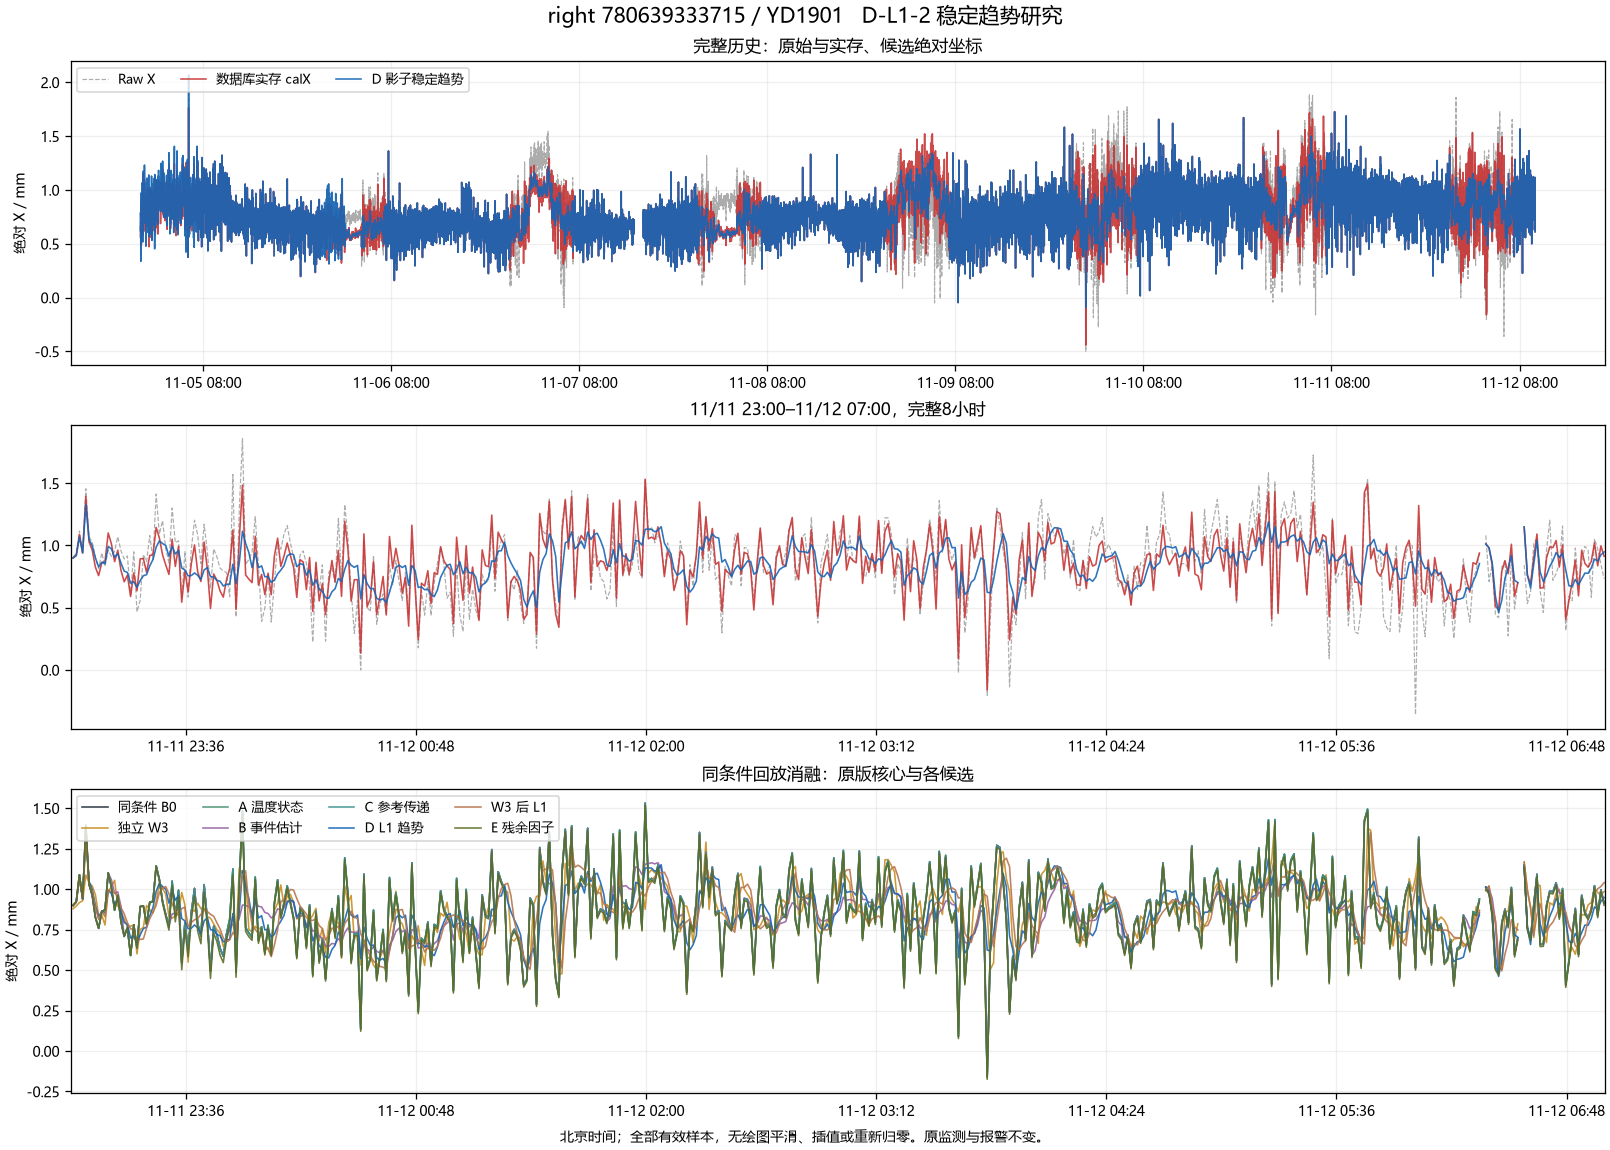 right 780639333715 / YD1901   D-L1-2 稳定趋势研究
完整历史：原始与实存、候选绝对坐标
Raw X
数据库实存 calX
D 影子稳定趋势
绝对 X / mm
2.0
1.5
1.0
0.5
0.0
-0.5
11-05 08:00
11-06 08:00
11-07 08:00
11-08 08:00
11-09 08:00
11-10 08:00
11-11 08:00
11-12 08:00
11/11 23:00–11/12 07:00，完整8小时
绝对 X / mm
1.5
1.0
0.5
0.0
11-11 23:36
11-12 00:48
11-12 02:00
11-12 03:12
11-12 04:24
11-12 05:36
11-12 06:48
同条件回放消融：原版核心与各候选
同条件 B0
A 温度状态
C 参考传递
W3 后 L1
独立 W3
B 事件估计
D L1 趋势
E 残余因子
绝对 X / mm
1.50
1.25
1.00
0.75
0.50
0.25
0.00
-0.25
11-11 23:36
11-12 00:48
11-12 02:00
11-12 03:12
11-12 04:24
11-12 05:36
11-12 06:48
北京时间；全部有效样本，无绘图平滑、插值或重新归零。原监测与报警不变。